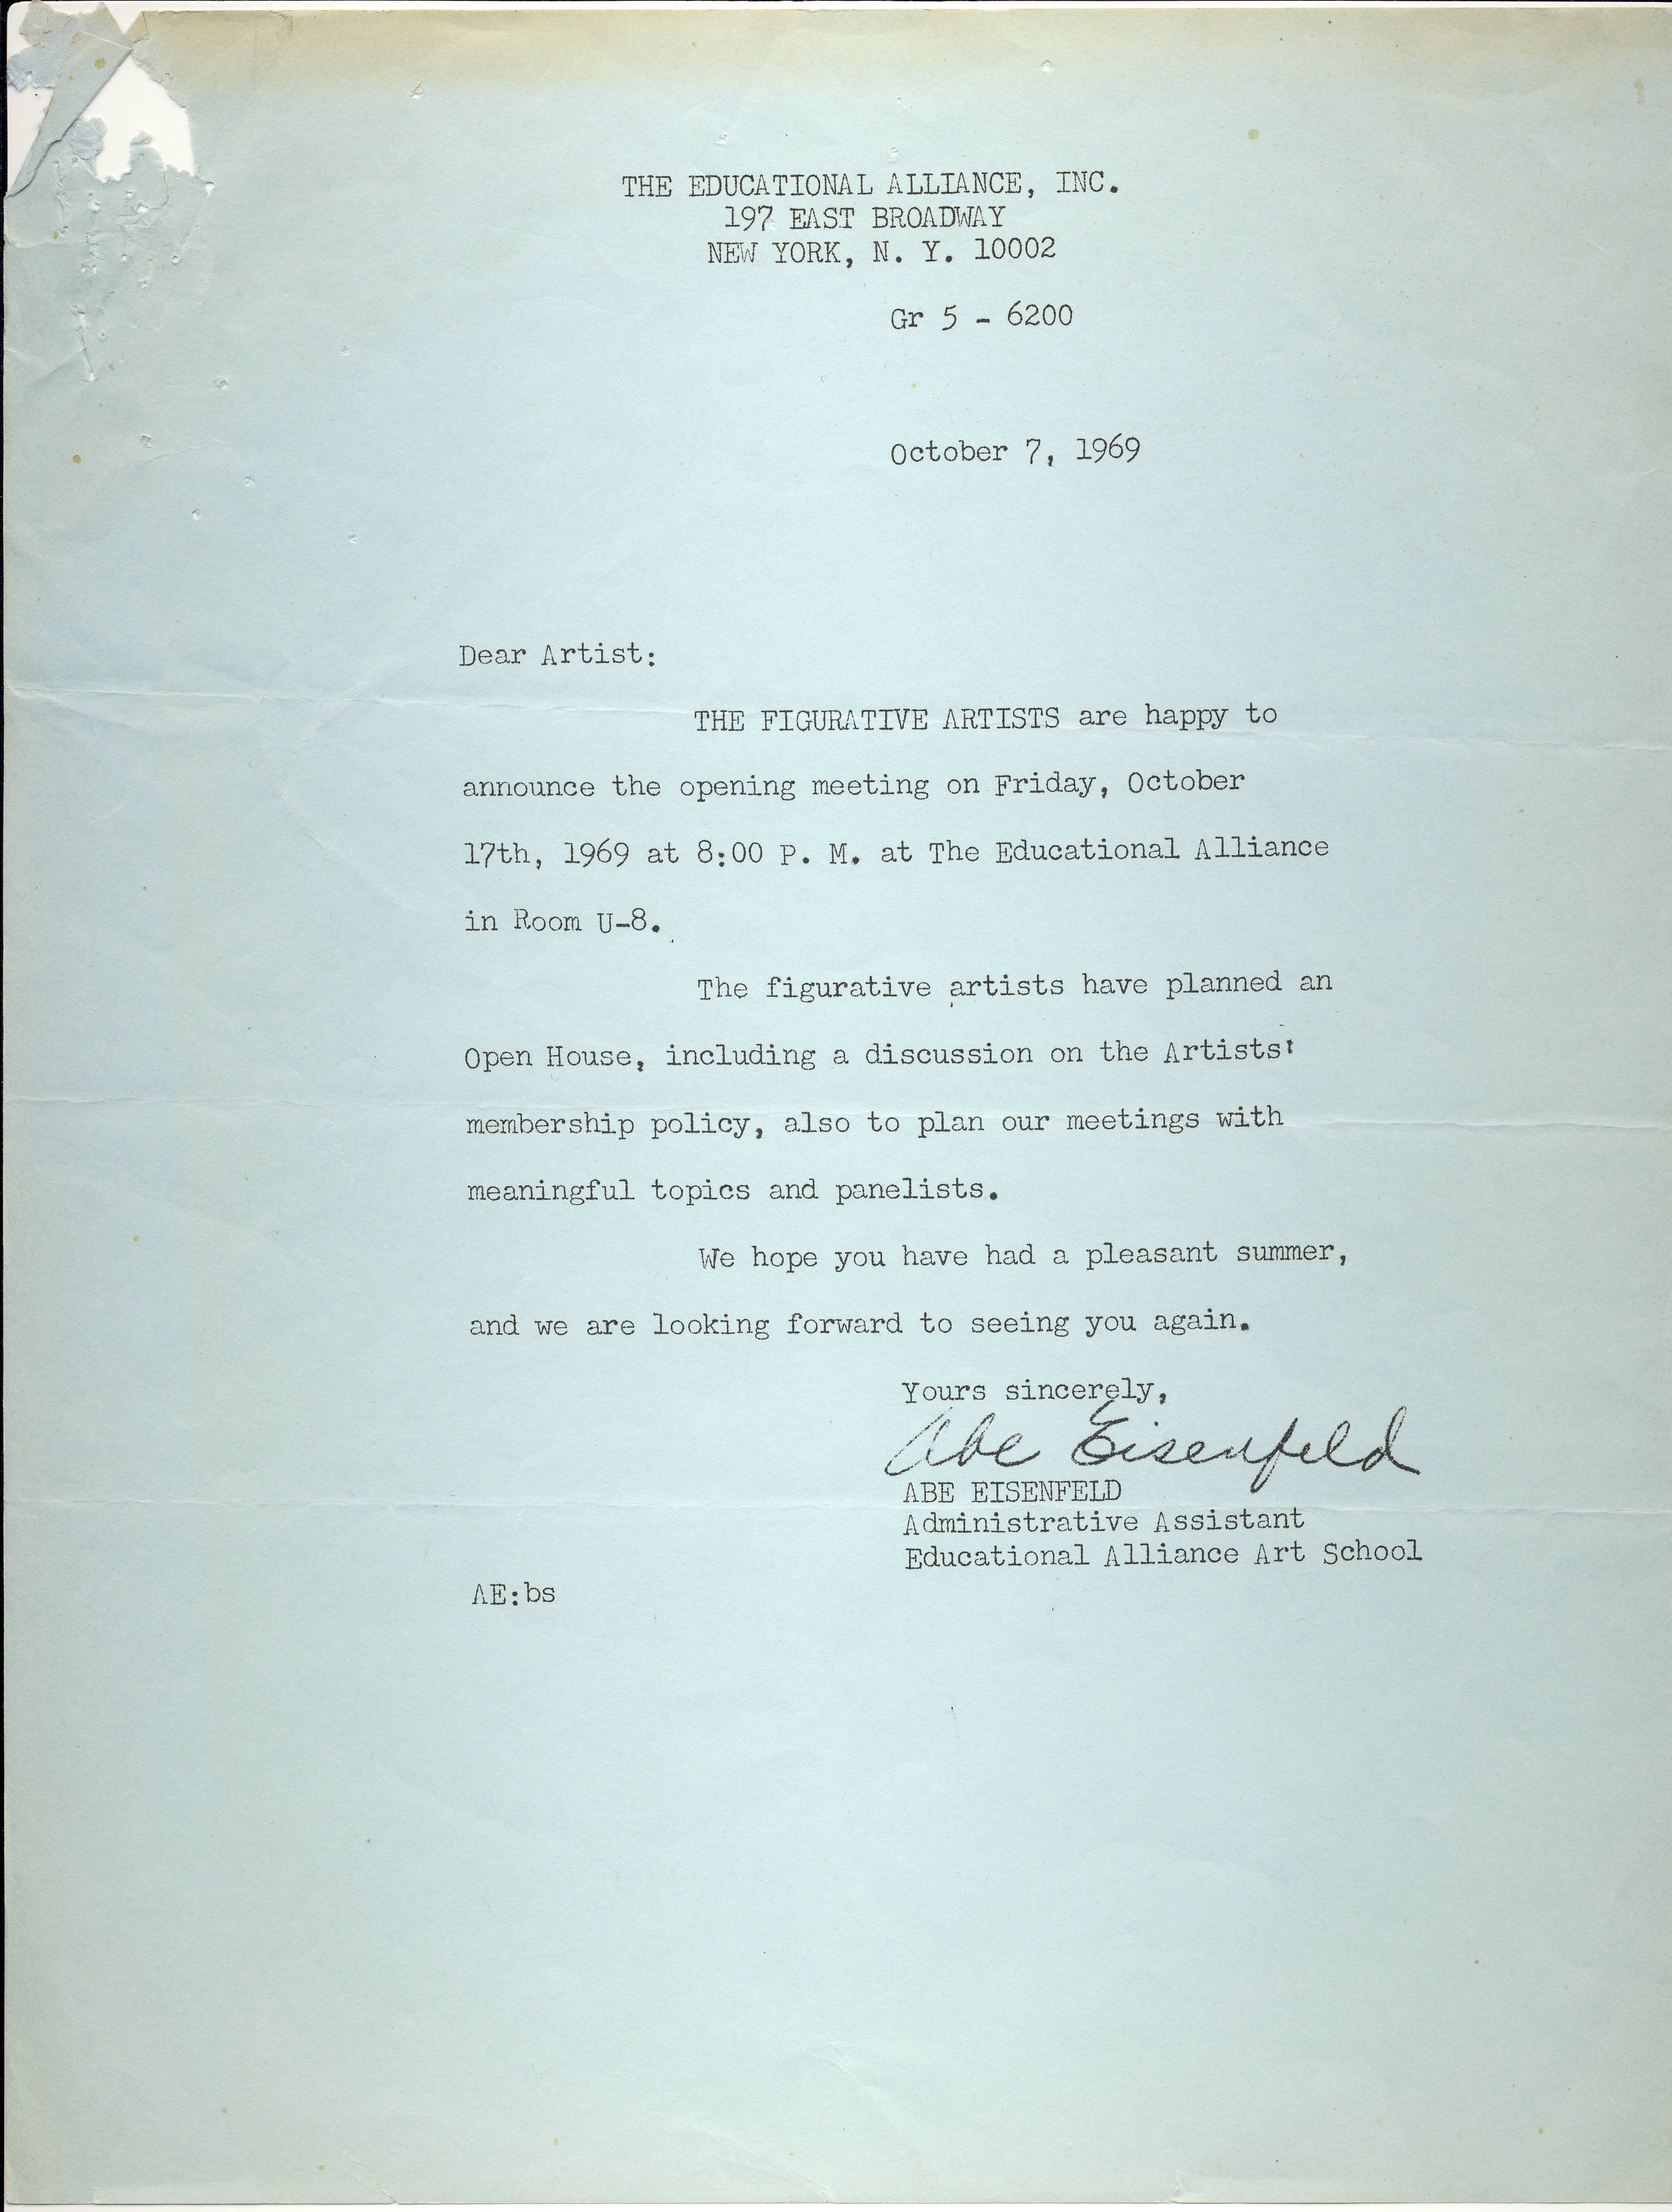 THE EDUCATIONAL ALLIANCE, INC.
197 EAST BROADWAY
NEW YORK, N. Y. 10002
Gr 5 - 6200
October 7, 1969
Dear Artist:
THE FIGURATIVE ARTISTS are happy to
announce the opening meeting on Friday, October
17th, 1969 at 8:00 P. M. at The Educational Alliance
in Room U-8.
The figurative artists have planned an
Open House, including a discussion on the Artists'
membership policy, also to plan our meetings with
meaningful topics and panelists.
We hope you have had a pleasant summer,
and we are looking forward to seeing you again.
Yours sincerely,
Abe Eisenfeld
ABE EISENFELD
Administrative Assistant
Educational Alliance Art School
AE:bs